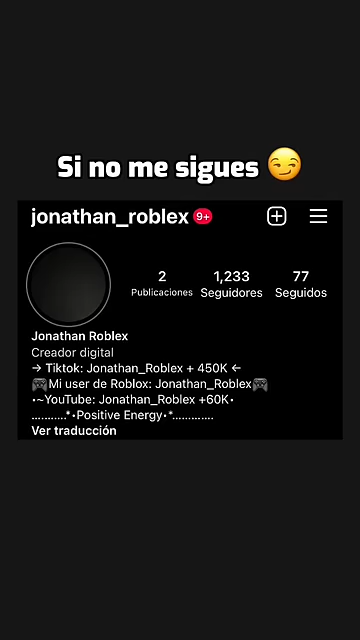 Si no me sigues 😏
jonathan_roblex 9+
2 1,233 77
Publicaciones Seguidores Seguidos
Jonathan Roblex
Creador digital
→ Tiktok: Jonathan_Roblex + 450K ←
🎮Mi user de Roblox: Jonathan_Roblex🎮
•~YouTube: Jonathan_Roblex +60K•
...........*•Positive Energy•*.............
Ver traducción